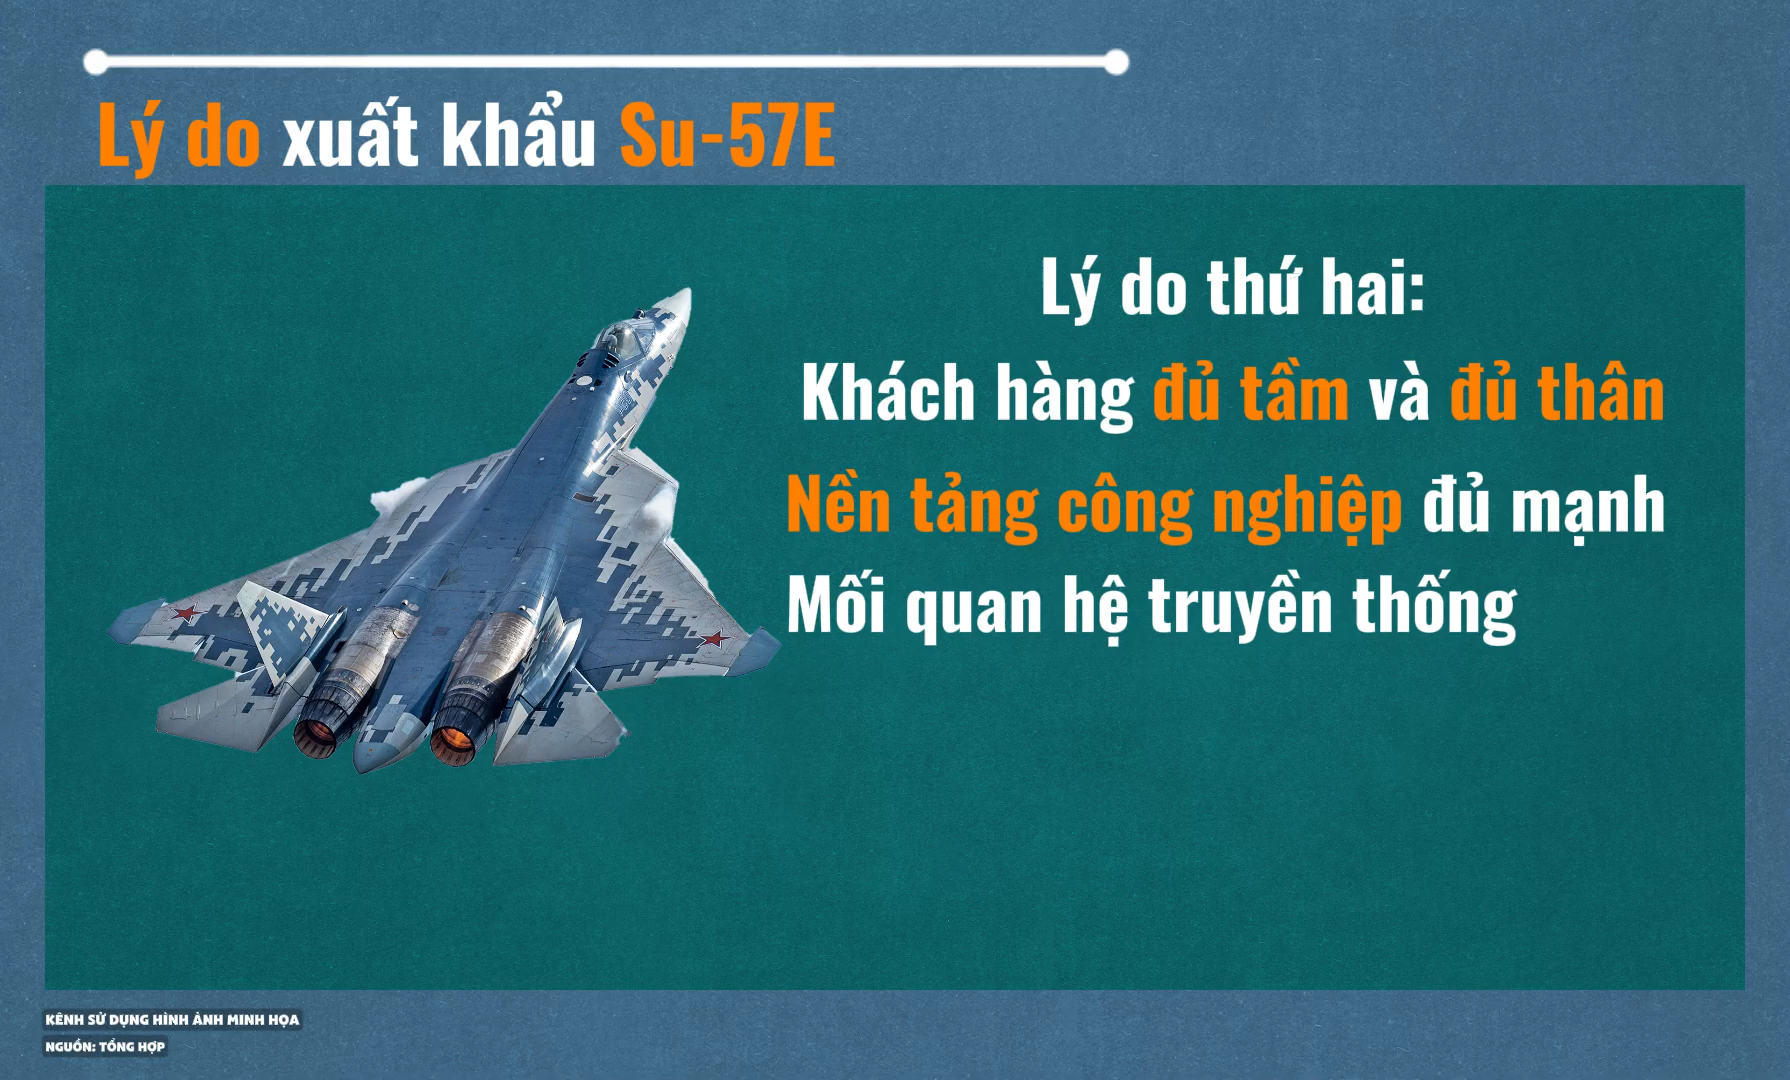 Lý do xuất khẩu Su-57E
Lý do thứ hai:
Khách hàng đủ tầm và đủ thân
Nền tảng công nghiệp đủ mạnh
Mối quan hệ truyền thống
KÊNH SỬ DỤNG HÌNH ẢNH MINH HỌA
NGUỒN: TỔNG HỢP